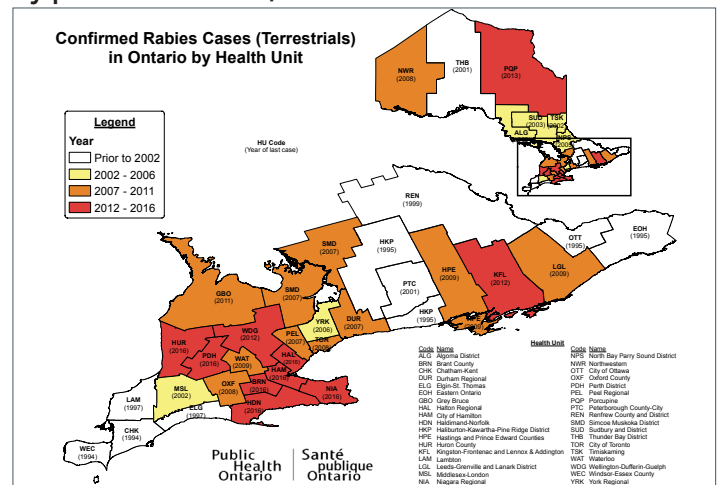 Confirmed Rabies Cases (Terrestrials)
in Ontario by Health Unit
Legend
Year
Prior to 2002
2002 - 2006
2007 - 2011
2012 - 2016
HU Code
(Year of last case)
NWR
(2008)
THB
(2001)
PQP
(2013)
SUD
(2003)
TSK
(2002)
ALG
NPS
REN
(1999)
SMD
(2007)
HKP
(1995)
OTT
(1995)
EOH
(1995)
PTC
(2001)
HPE
(2009)
KFL
(2012)
LGL
(2009)
GBO
(2011)
SMD
(2007)
HKP
(1995)
HPE
(2009)
YRK
(2006)
DUR
(2007)
WDG
(2012)
PEL
(2007)
TOR
HUR
(2016)
PDH
(2016)
WAT
(2009)
HAL
(2016)
HAM
(2016)
MSL
(2002)
OXF
(2008)
BRN
(2016)
NIA
(2016)
LAM
(1997)
ELG
(1997)
HDN
(2016)
CHK
(1994)
WEC
(1994)
Public
Health
Ontario
Santé
publique
Ontario
Health Unit
Code Name
ALG Algoma District
BRN Brant County
CHK Chatham-Kent
DUR Durham Regional
ELG Elgin-St. Thomas
EOH Eastern Ontario
GBO Grey Bruce
HAL Halton Regional
HAM City of Hamilton
HDN Haldimand-Norfolk
HKP Haliburton-Kawartha-Pine Ridge District
HPE Hastings and Prince Edward Counties
HUR Huron County
KFL Kingston-Frontenac and Lennox & Addington
LAM Lambton
LGL Leeds-Grenville and Lanark District
MSL Middlesex-London
NIA Niagara Regional
Code Name
NPS North Bay Parry Sound District
NWR Northwestern
OTT City of Ottawa
OXF Oxford County
PDH Perth District
PEL Peel Regional
PQP Porcupine
PTC Peterborough County-City
REN Renfrew County and District
SMD Simcoe Muskoka District
SUD Sudbury and District
THB Thunder Bay District
TOR City of Toronto
TSK Timiskaming
WAT Waterloo
WDG Wellington-Dufferin-Guelph
WEC Windsor-Essex County
YRK York Regional